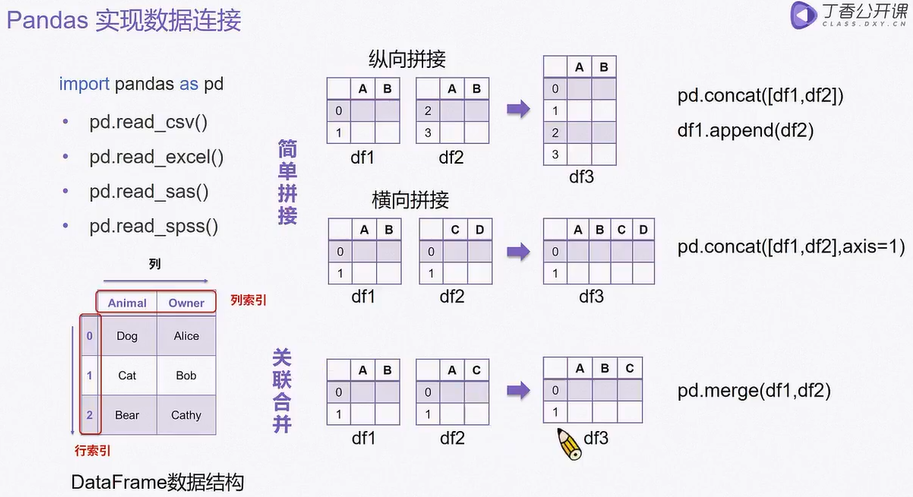 Pandas 实现数据连接
丁香公开课
CLASS.DXY.CN
import pandas as pd
• pd.read_csv()
• pd.read_excel()
• pd.read_sas()
• pd.read_spss()
列
Animal Owner
列索引
0 Dog Alice
1 Cat Bob
2 Bear Cathy
行索引
DataFrame数据结构
简单拼接
纵向拼接
A B
0
1
df1
A B
2
3
df2
A B
0
1
2
3
df3
pd.concat([df1,df2])
df1.append(df2)
横向拼接
A B
0
1
df1
C D
0
1
df2
A B C D
0
1
df3
pd.concat([df1,df2],axis=1)
关联合并
A B
0
1
df1
A C
0
1
df2
A B C
0
1
df3
pd.merge(df1,df2)